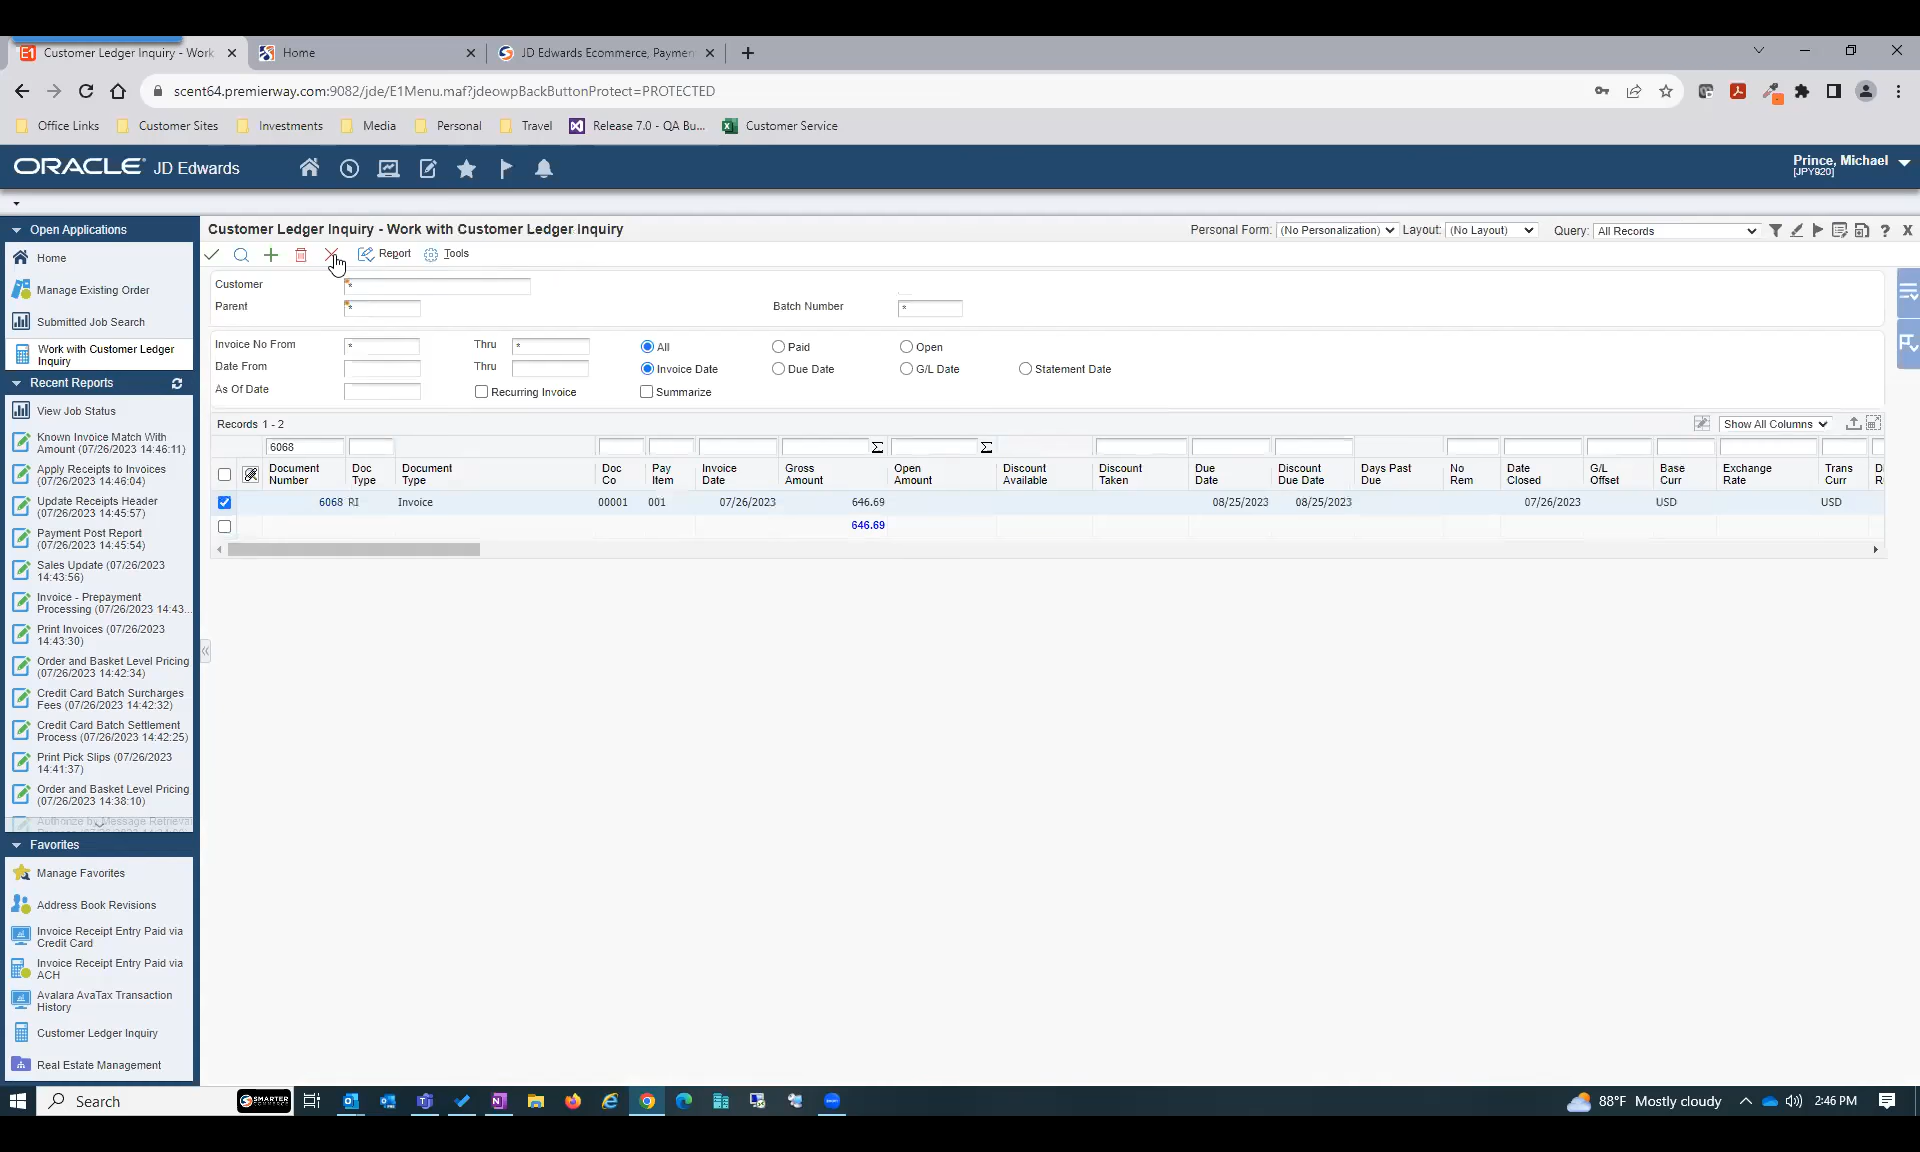 Customer Ledger Inquiry - Work
Home
JD Edwards Ecommerce, Paymen
scent64.premierway.com:9082/jde/E1Menu.maf?jdeowpBackButtonProtect=PROTECTED
Office Links
Customer Sites
Investments
Media
Personal
Travel
Release 7.0 - QA Bu...
Customer Service
ORACLE JD Edwards
Prince, Michael
[JPY920]
Open Applications
Home
Manage Existing Order
Submitted Job Search
Work with Customer Ledger
Inquiry
Recent Reports
View Job Status
Known Invoice Match With
Amount (07/26/2023 14:46:11)
Apply Receipts to Invoices
(07/26/2023 14:46:04)
Update Receipts Header
(07/26/2023 14:45:57)
Payment Post Report
(07/26/2023 14:45:54)
Sales Update (07/26/2023
14:43:56)
Invoice - Prepayment
Processing (07/26/2023 14:43...
Print Invoices (07/26/2023
14:43:30)
Order and Basket Level Pricing
(07/26/2023 14:42:34)
Credit Card Batch Surcharges
Fees (07/26/2023 14:42:32)
Credit Card Batch Settlement
Process (07/26/2023 14:42:25)
Print Pick Slips (07/26/2023
14:41:37)
Order and Basket Level Pricing
(07/26/2023 14:38:10)
Authorize by Message Retrieval
Favorites
Manage Favorites
Address Book Revisions
Invoice Receipt Entry Paid via
Credit Card
Invoice Receipt Entry Paid via
ACH
Avalara AvaTax Transaction
History
Customer Ledger Inquiry
Real Estate Management
Customer Ledger Inquiry - Work with Customer Ledger Inquiry
Personal Form: (No Personalization) Layout: (No Layout) Query: All Records
Report
Tools
Customer *
Parent * Batch Number *
Invoice No From * Thru * All Paid Open
Date From Thru Invoice Date Due Date G/L Date Statement Date
As Of Date Recurring Invoice Summarize
Records 1 - 2
Show All Columns
6068
Document Number
Doc Type
Document Type
Doc Co
Pay Item
Invoice Date
Gross Amount
Open Amount
Discount Available
Discount Taken
Due Date
Discount Due Date
Days Past Due
No Rem
Date Closed
G/L Offset
Base Curr
Exchange Rate
Trans Curr
6068 RI Invoice 00001 001 07/26/2023 646.69 08/25/2023 08/25/2023 07/26/2023 USD USD
646.69
Search
SMARTER
88°F Mostly cloudy
2:46 PM